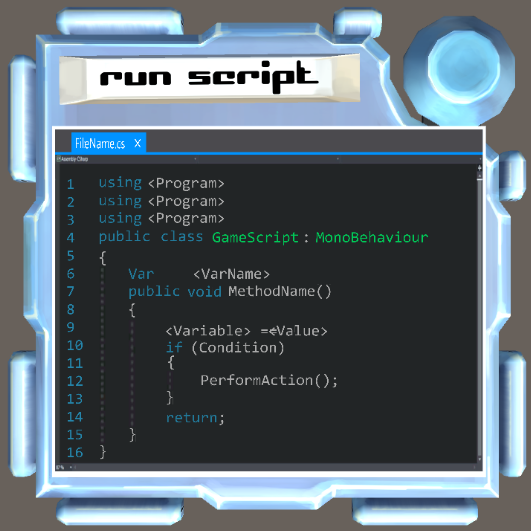 run script
FileName.cs X
Assembly CSharp
1 using <Program>
2 using <Program>
3 using <Program>
4 public class GameScript : MonoBehaviour
5 {
6 Var <VarName>
7 public void MethodName()
8 {
9 <Variable> =<Value>
10 if (Condition)
11 {
12 PerformAction();
13 }
14 return;
15 }
16 }